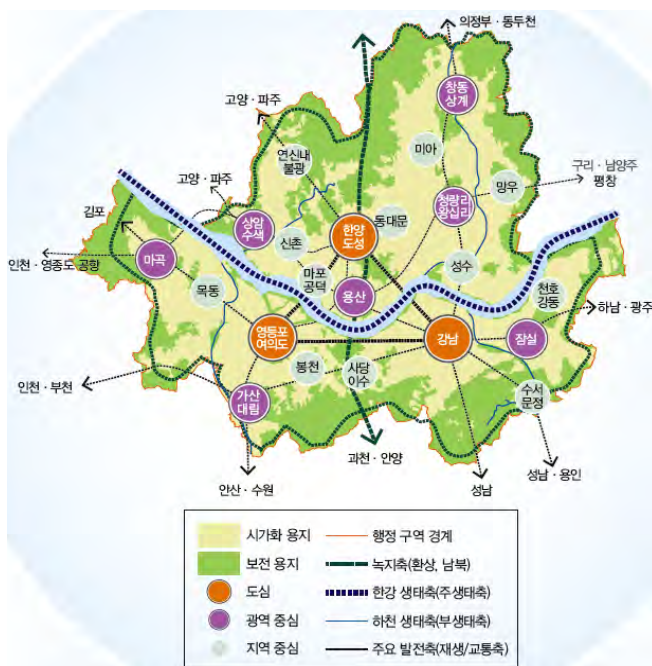 의정부 · 동두천
창동
상계
고양 · 파주
연신내
불광
미아
고양 · 파주
구리 · 남양주
평창
망우
청량리
왕십리
김포
상암
수색
한양
도성
동대문
신촌
마곡
인천 · 영종도 공항
마포
공덕
성수
목동
용산
천호
강동
하남 · 광주
영등포
여의도
강남
잠실
봉천
사당
이수
인천 · 부천
가산
대림
수서
문정
과천 · 안양
안산 · 수원
성남
성남 · 용인
시가화 용지
행정 구역 경계
보전 용지
녹지축(환상, 남북)
도심
한강 생태축(주생태축)
광역 중심
하천 생태축(부생태축)
지역 중심
주요 발전축(재생/교통축)